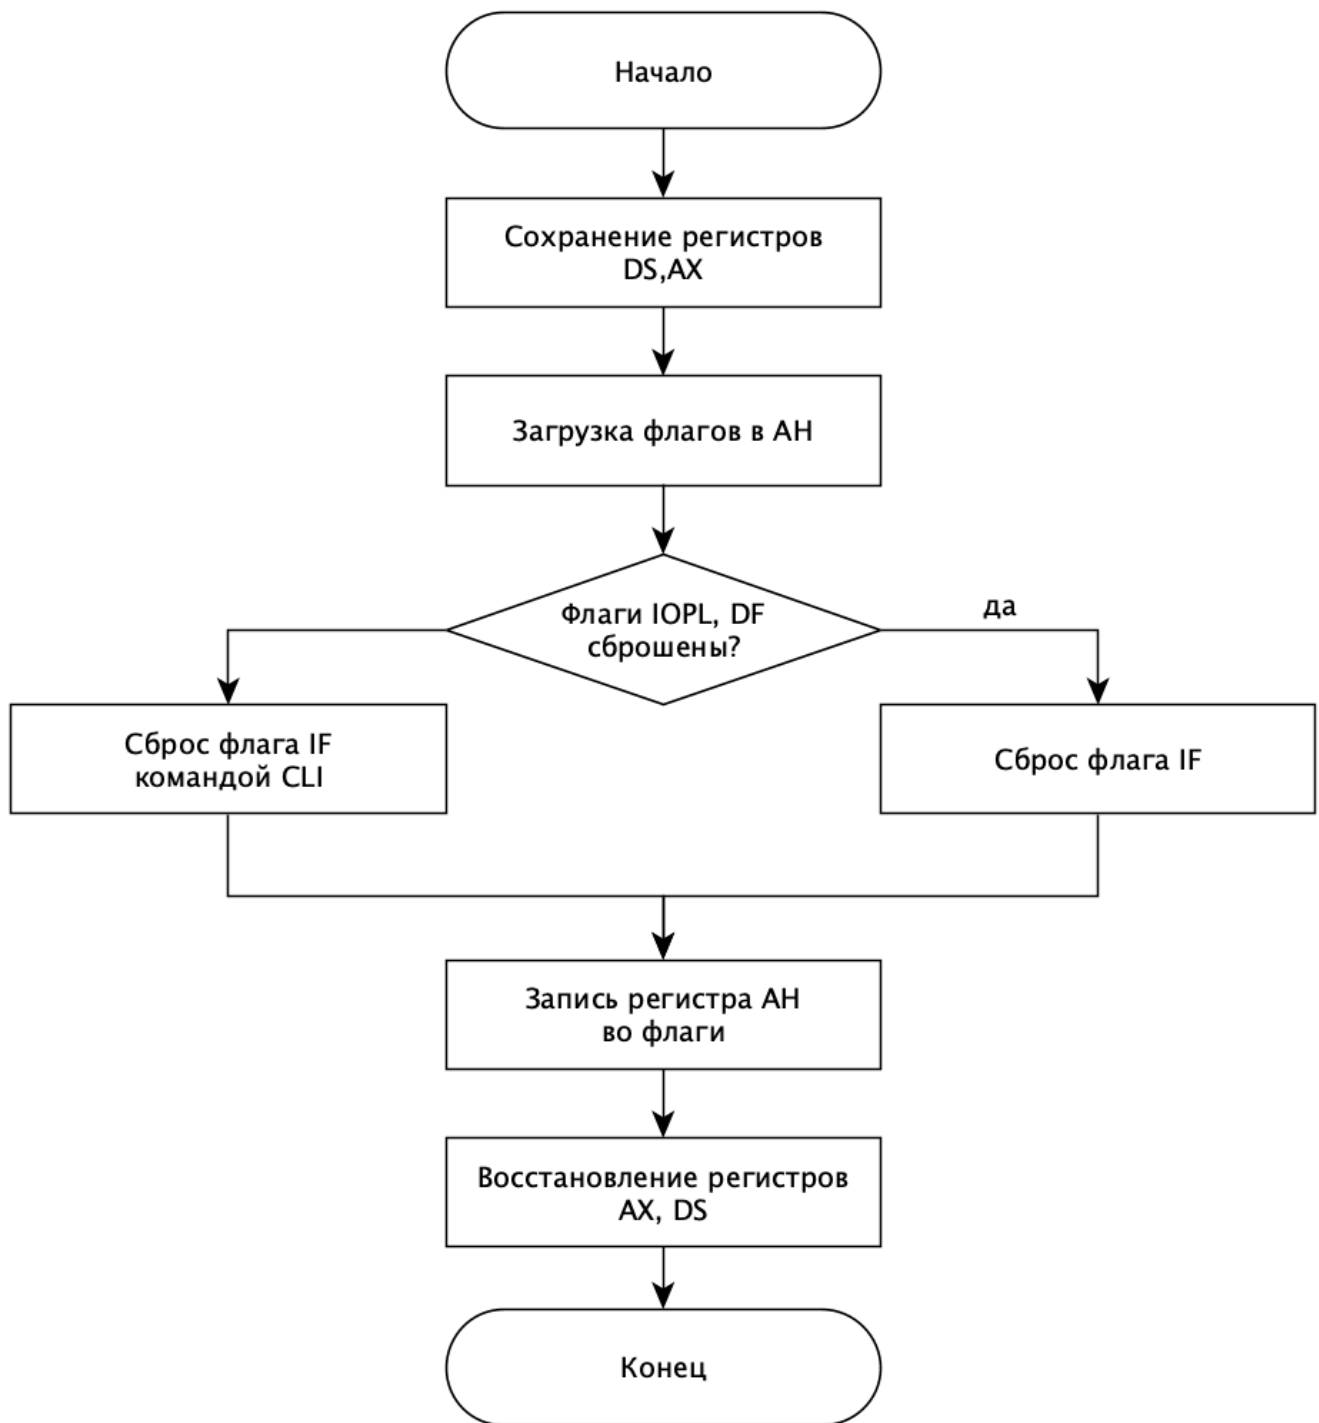 Начало
Сохранение регистров
DS,AX
Загрузка флагов в AH
Флаги IOPL, DF
сброшены?
да
Сброс флага IF
командой CLI
Сброс флага IF
Запись регистра AH
во флаги
Восстановление регистров
AX, DS
Конец